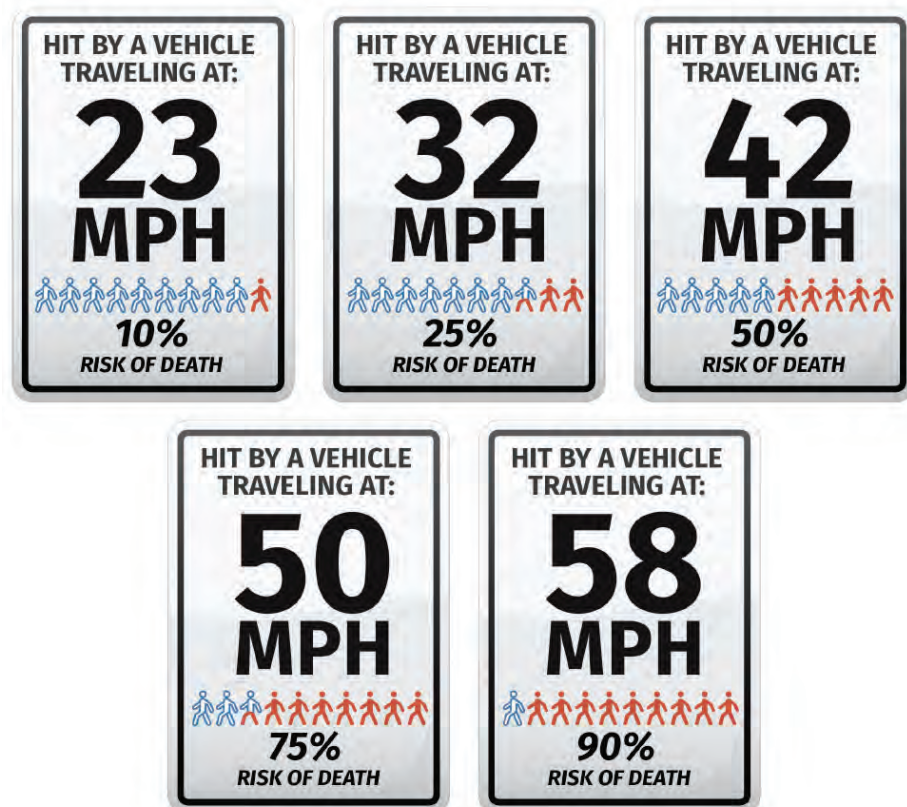 HIT BY A VEHICLE
TRAVELING AT:
23
MPH
10%
RISK OF DEATH
HIT BY A VEHICLE
TRAVELING AT:
32
MPH
25%
RISK OF DEATH
HIT BY A VEHICLE
TRAVELING AT:
42
MPH
50%
RISK OF DEATH
HIT BY A VEHICLE
TRAVELING AT:
50
MPH
75%
RISK OF DEATH
HIT BY A VEHICLE
TRAVELING AT:
58
MPH
90%
RISK OF DEATH